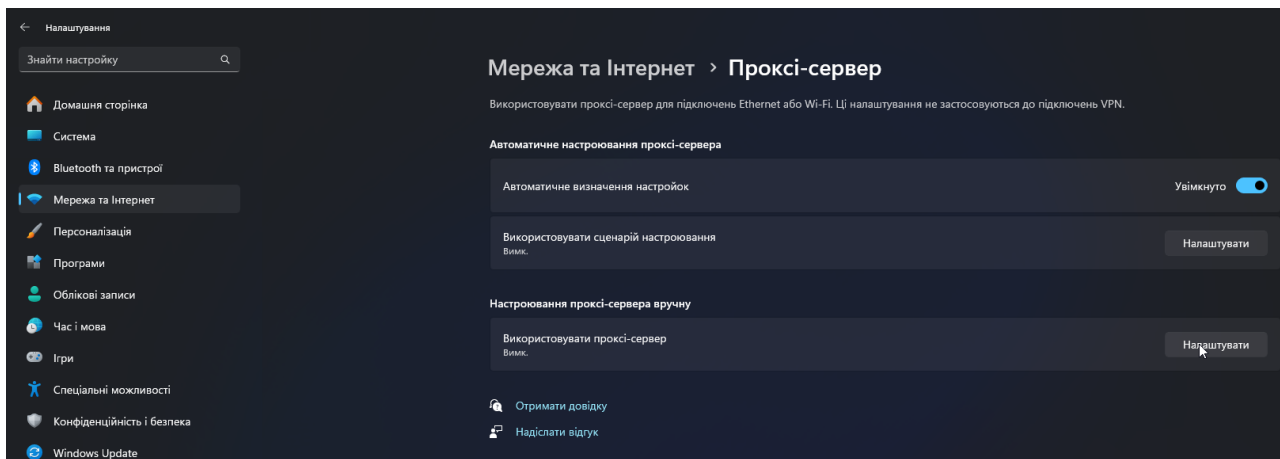 Налаштування
Знайти настройку
Домашня сторінка
Система
Bluetooth та пристрої
Мережа та Інтернет
Персоналізація
Програми
Облікові записи
Час і мова
Ігри
Спеціальні можливості
Конфіденційність і безпека
Windows Update
Мережа та Інтернет > Проксі-сервер
Використовувати проксі-сервер для підключень Ethernet або Wi-Fi. Ці налаштування не застосовуються до підключень VPN.
Автоматичне настроювання проксі-сервера
Автоматичне визначення настройок
Увімкнуто
Використовувати сценарій настроювання
Вимк.
Налаштувати
Настроювання проксі-сервера вручну
Використовувати проксі-сервер
Вимк.
Налаштувати
Отримати довідку
Надіслати відгук